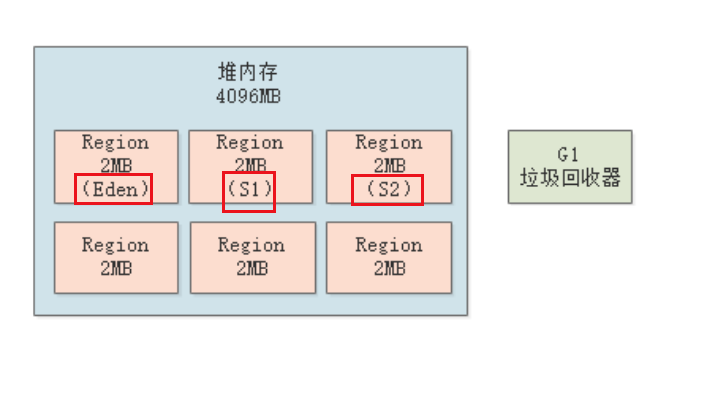 堆内存
4096MB
Region
2MB
(Eden)
Region
2MB
(S1)
Region
2MB
(S2)
G1
垃圾回收器
Region
2MB
Region
2MB
Region
2MB